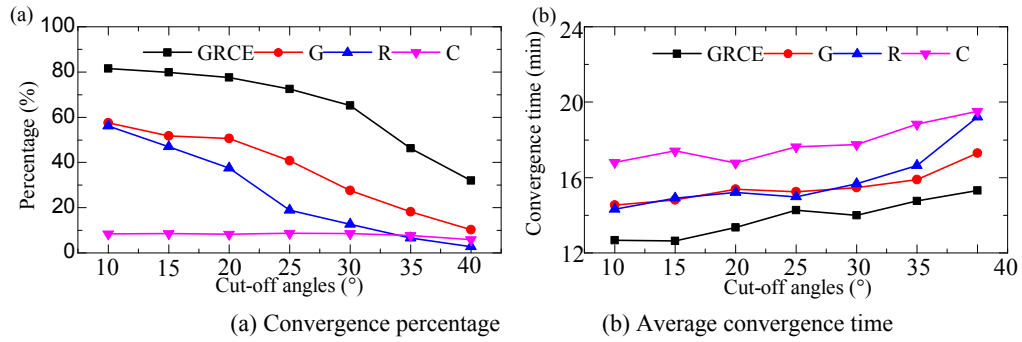 (a)
100
80
60
40
20
0
Percentage (%)
GRCE G R C
10 15 20 25 30 35 40
Cut-off angles (°)
(a) Convergence percentage
(b)
24
20
16
12
Convergence time (min)
GRCE G R C
10 15 20 25 30 35 40
Cut-off angles (°)
(b) Average convergence time